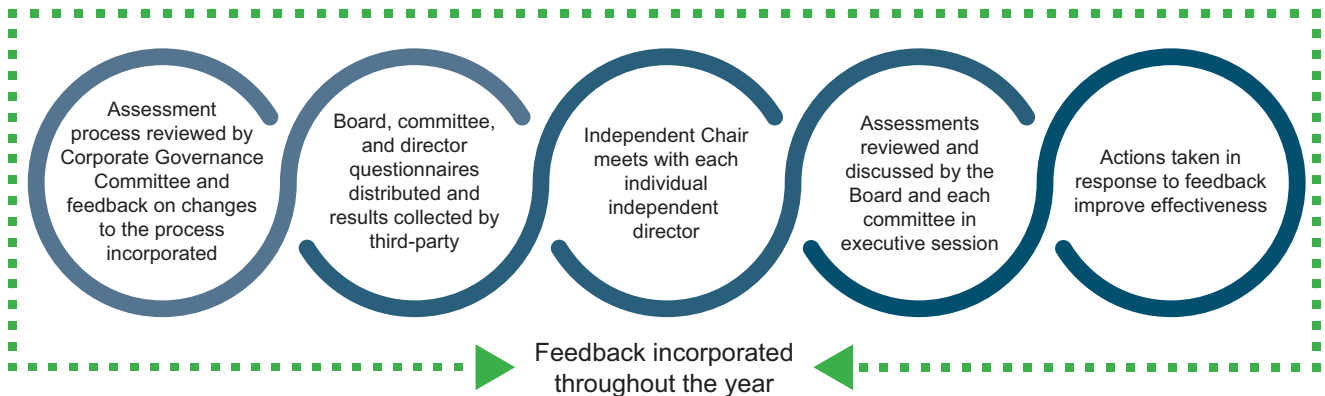 Assessment
process reviewed by
Corporate Governance
Committee and
feedback on changes
to the process
incorporated
Board, committee,
and director
questionnaires
distributed and
results collected by
third-party
Independent Chair
meets with each
individual
independent
director
Assessments
reviewed and
discussed by the
Board and each
committee in
executive session
Actions taken in
response to feedback
improve effectiveness
Feedback incorporated
throughout the year